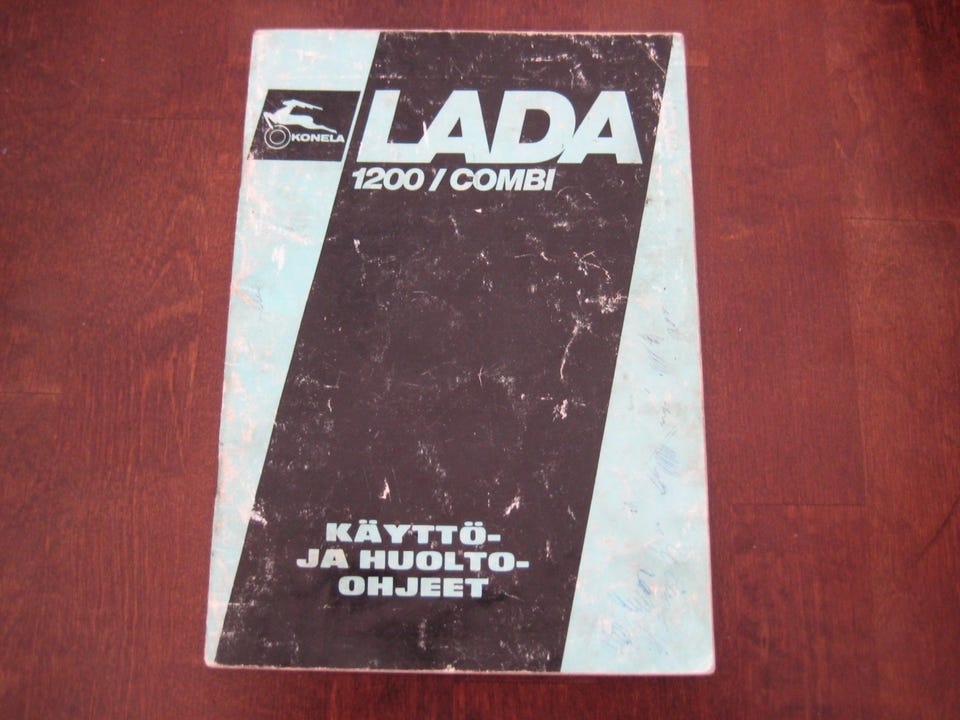 KONELA
LADA
1200 / COMBI
KÄYTTÖ-
JA HUOLTO-
OHJEET